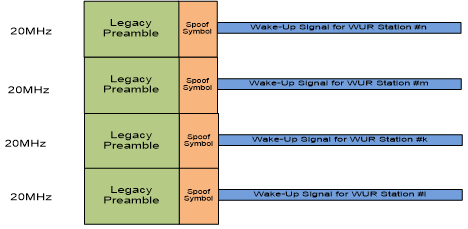 20MHz
Legacy
Preamble
Spoof
Symbol
Wake-Up Signal for WUR Station #n
20MHz
Legacy
Preamble
Spoof
Symbol
Wake-Up Signal for WUR Station #m
20MHz
Legacy
Preamble
Spoof
Symbol
Wake-Up Signal for WUR Station #k
20MHz
Legacy
Preamble
Spoof
Symbol
Wake-Up Signal for WUR Station #l